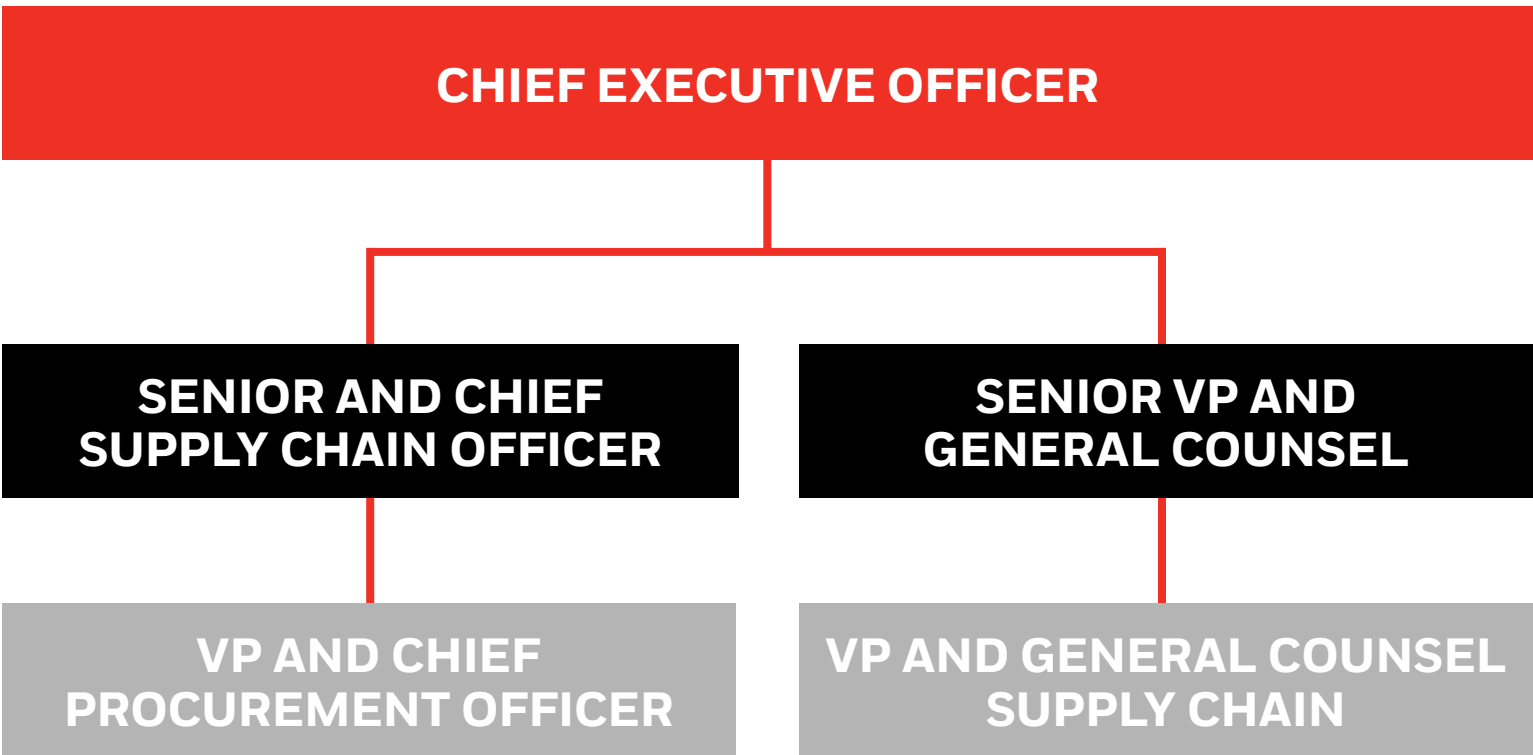 CHIEF EXECUTIVE OFFICER
SENIOR AND CHIEF
SUPPLY CHAIN OFFICER
SENIOR VP AND
GENERAL COUNSEL
VP AND CHIEF
PROCUREMENT OFFICER
VP AND GENERAL COUNSEL
SUPPLY CHAIN